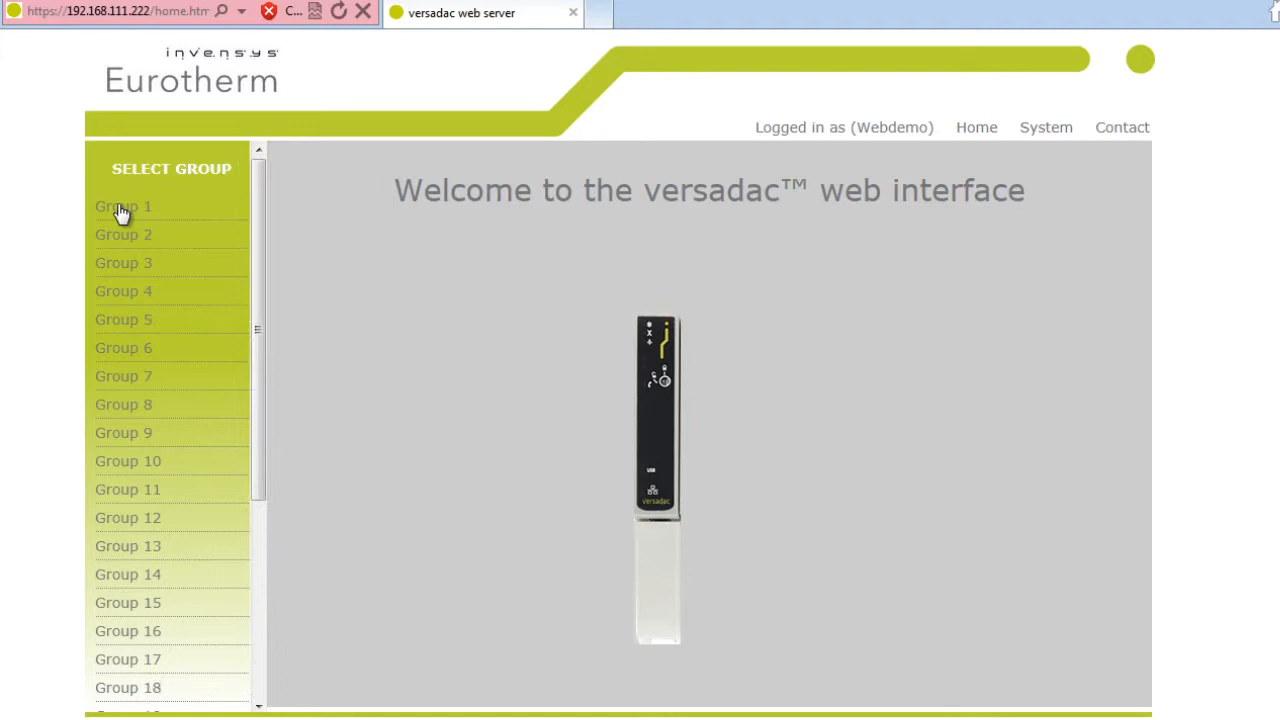 https://192.168.111.222/home.htm
C...
versadac web server
invensys
Eurotherm
Logged in as (Webdemo) Home System Contact
SELECT GROUP
Welcome to the versadac™ web interface
Group 1
Group 2
Group 3
Group 4
Group 5
Group 6
Group 7
Group 8
Group 9
Group 10
Group 11
Group 12
Group 13
Group 14
Group 15
Group 16
Group 17
Group 18
USB
versadac